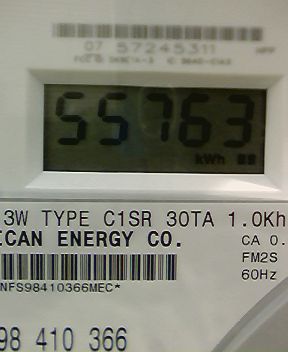 07 57245311
55763
kWh
3W TYPE C1SR 30TA 1.0Kh
ICAN ENERGY CO.
CA 0.
FM2S
60Hz
NFS98410366MEC*
98 410 366